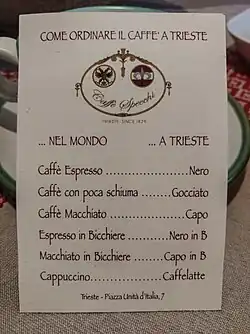 COME ORDINARE IL CAFFE' A TRIESTE
Caffè Specchi
TRIESTE - SINCE 1839
... NEL MONDO ... A TRIESTE
Caffè Espresso ...................... Nero
Caffè con poca schiuma ........ Gocciato
Caffè Macchiato .................... Capo
Espresso in Bicchiere ..... Nero in B
Macchiato in Bicchiere ..... Capo in B
Cappuccino............... Caffelatte
Trieste - Piazza Unità d'Italia, 7